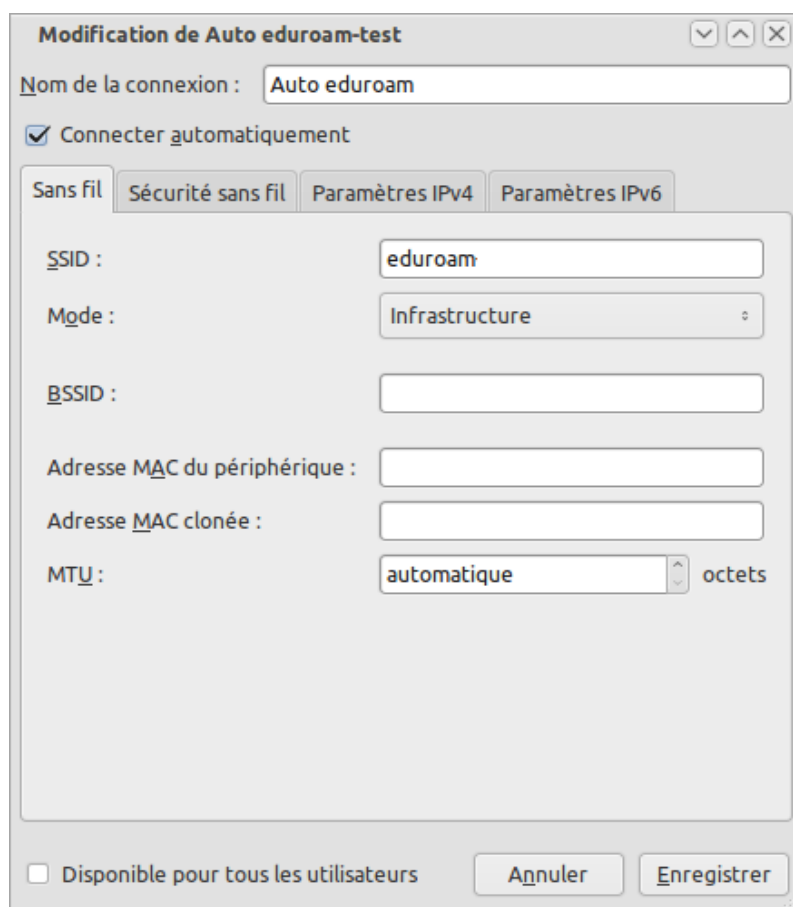 Modification de Auto eduroam-test
Nom de la connexion : Auto eduroam
Connecter automatiquement
Sans fil Sécurité sans fil Paramètres IPv4 Paramètres IPv6
SSID : eduroam
Mode : Infrastructure
BSSID :
Adresse MAC du périphérique :
Adresse MAC clonée :
MTU : automatique octets
Disponible pour tous les utilisateurs Annuler Enregistrer